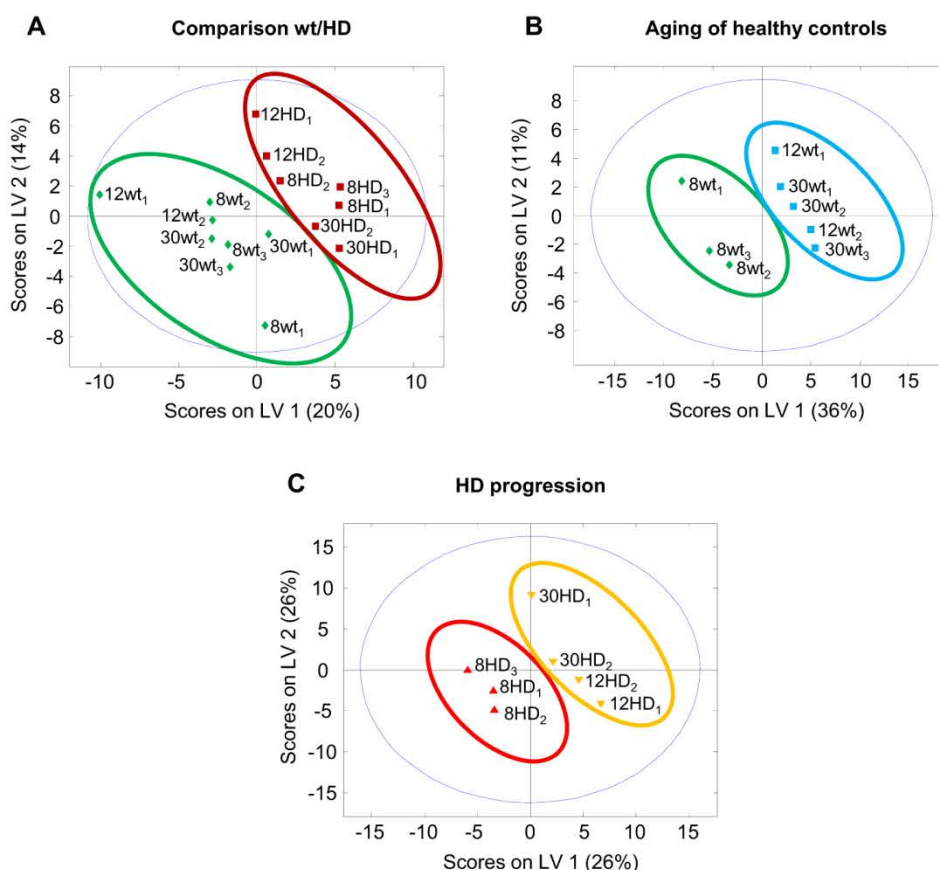 A
Comparison wt/HD
Scores on LV 2 (14%)
8
6
4
2
0
-2
-4
-6
-8
12HD₁
12HD₂
8HD₂
8HD₃
8HD₁
30HD₂
30HD₁
12wt₁
8wt₂
12wt₂
30wt₂
8wt₃
30wt₁
30wt₃
8wt₁
-10
-5
0
5
10
Scores on LV 1 (20%)
B
Aging of healthy controls
Scores on LV 2 (11%)
8
6
4
2
0
-2
-4
-6
-8
12wt₁
8wt₁
30wt₁
30wt₂
12wt₂
30wt₃
8wt₃
8wt₂
-15
-10
-5
0
5
10
15
Scores on LV 1 (36%)
C
HD progression
Scores on LV 2 (26%)
15
10
5
0
-5
-10
-15
30HD₁
30HD₂
8HD₃
12HD₂
8HD₁
12HD₁
8HD₂
-15
-10
-5
0
5
10
15
Scores on LV 1 (26%)